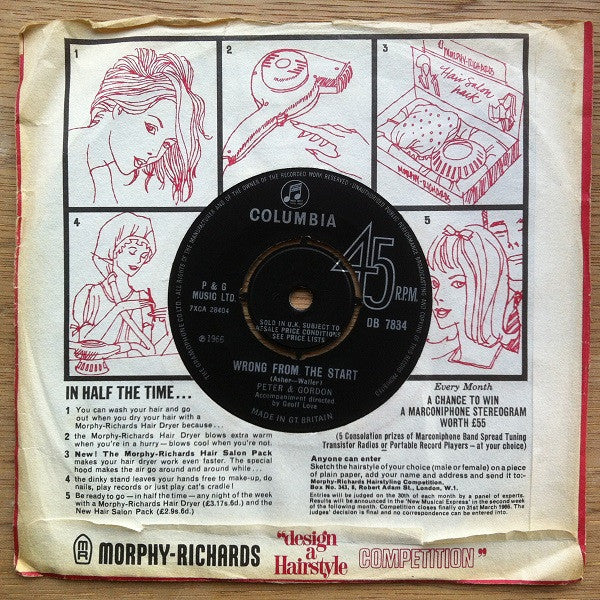 1
2
3
MORPHY-RICHARDS
Hair Salon
Pack
MORPHY-RICHARDS
4
5
COLUMBIA
45
R.P.M.
P & G
MUSIC LTD.
7XCA 28404
℗1966
SOLD IN U.K. SUBJECT TO
RESALE PRICE CONDITIONS
SEE PRICE LISTS
DB 7834
WRONG FROM THE START
(Asher—Waller)
PETER & GORDON
Accompaniment directed
by Geoff Love
MADE IN GT BRITAIN
IN HALF THE TIME...
1 You can wash your hair and go
out when you dry your hair with a
Morphy-Richards Hair Dryer because...
2 the Morphy-Richards Hair Dryer blows extra warm
when you're in a hurry—blows cool when you're not.
3 New! The Morphy-Richards Hair Salon Pack
makes your hair dryer work even faster. The special
hood makes the air go around and around while...
4 the dinky stand leaves your hands free to make-up, do
nails, play records or just play cat's cradle!
5 Be ready to go—in half the time—any night of the week
with a Morphy-Richards Hair Dryer (£3.17s.6d.) and the
New Hair Salon Pack (£2.9s.6d.)
Every Month
A CHANCE TO WIN
A MARCONIPHONE STEREOGRAM
WORTH £55
(5 Consolation prizes of Marconiphone Band Spread Tuning
Transistor Radios or Portable Record Players—at your choice)
Anyone can enter
Sketch the hairstyle of your choice (male or female) on a piece
of plain paper, add your name and address and send it to:-
Morphy-Richards Hairstyling Competition,
Box No. 343, 6, Robert Adam St., London, W.1.
Entries will be judged on the 30th of each month by a panel of experts.
Results will be announced in the 'New Musical Express' in the second week
of the following month. Competition closes finally on 31st March 1966. The
judges' decision is final and no correspondence can be entered into.
MR MORPHY-RICHARDS
"design
a
Hairstyle
COMPETITION"